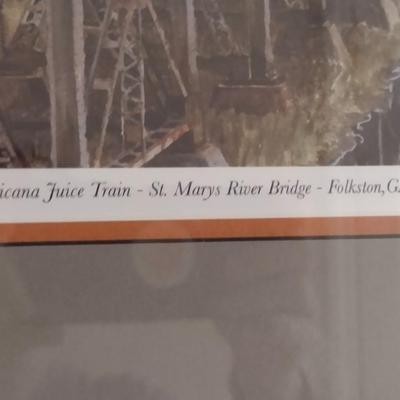 icana Juice Train - St. Marys River Bridge - Folkston, G